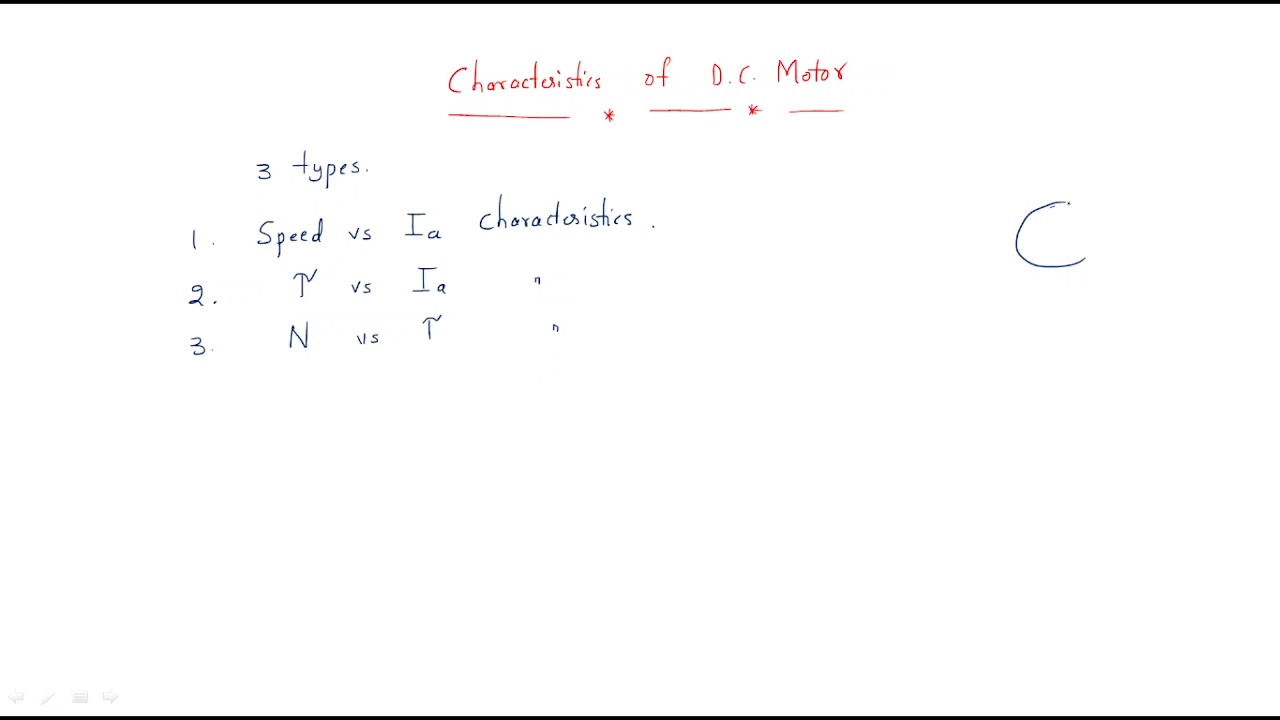 Characteristics of D.C. Motor
3 types.
1. Speed vs Ia characteristics.
2. τ vs Ia "
3. N vs τ "
C